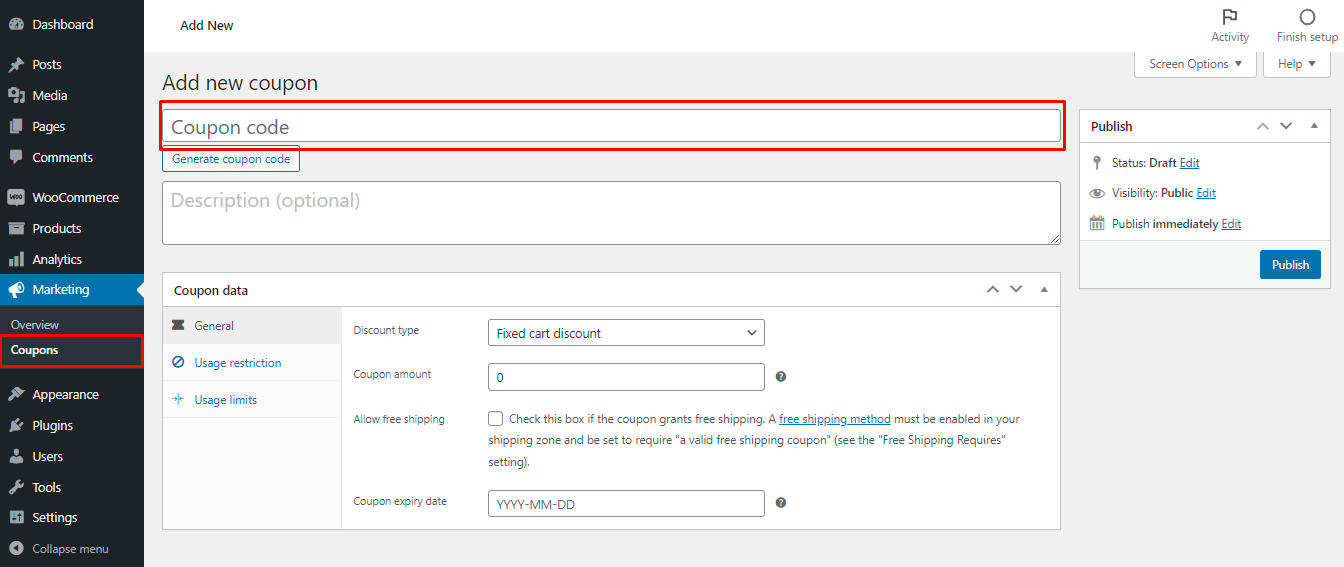 Dashboard
Posts
Media
Pages
Comments
WOO WooCommerce
Products
Analytics
Marketing
Overview
Coupons
Appearance
Plugins
Users
Tools
Settings
Collapse menu
Add New
Activity
Finish setup
Screen Options
Help
Add new coupon
Coupon code
Generate coupon code
Description (optional)
Coupon data
General
Usage restriction
Usage limits
Discount type
Fixed cart discount
Coupon amount
0
?
Allow free shipping
Check this box if the coupon grants free shipping. A free shipping method must be enabled in your
shipping zone and be set to require "a valid free shipping coupon" (see the "Free Shipping Requires"
setting).
Coupon expiry date
YYYY-MM-DD
?
Publish
Status: Draft Edit
Visibility: Public Edit
Publish immediately Edit
Publish